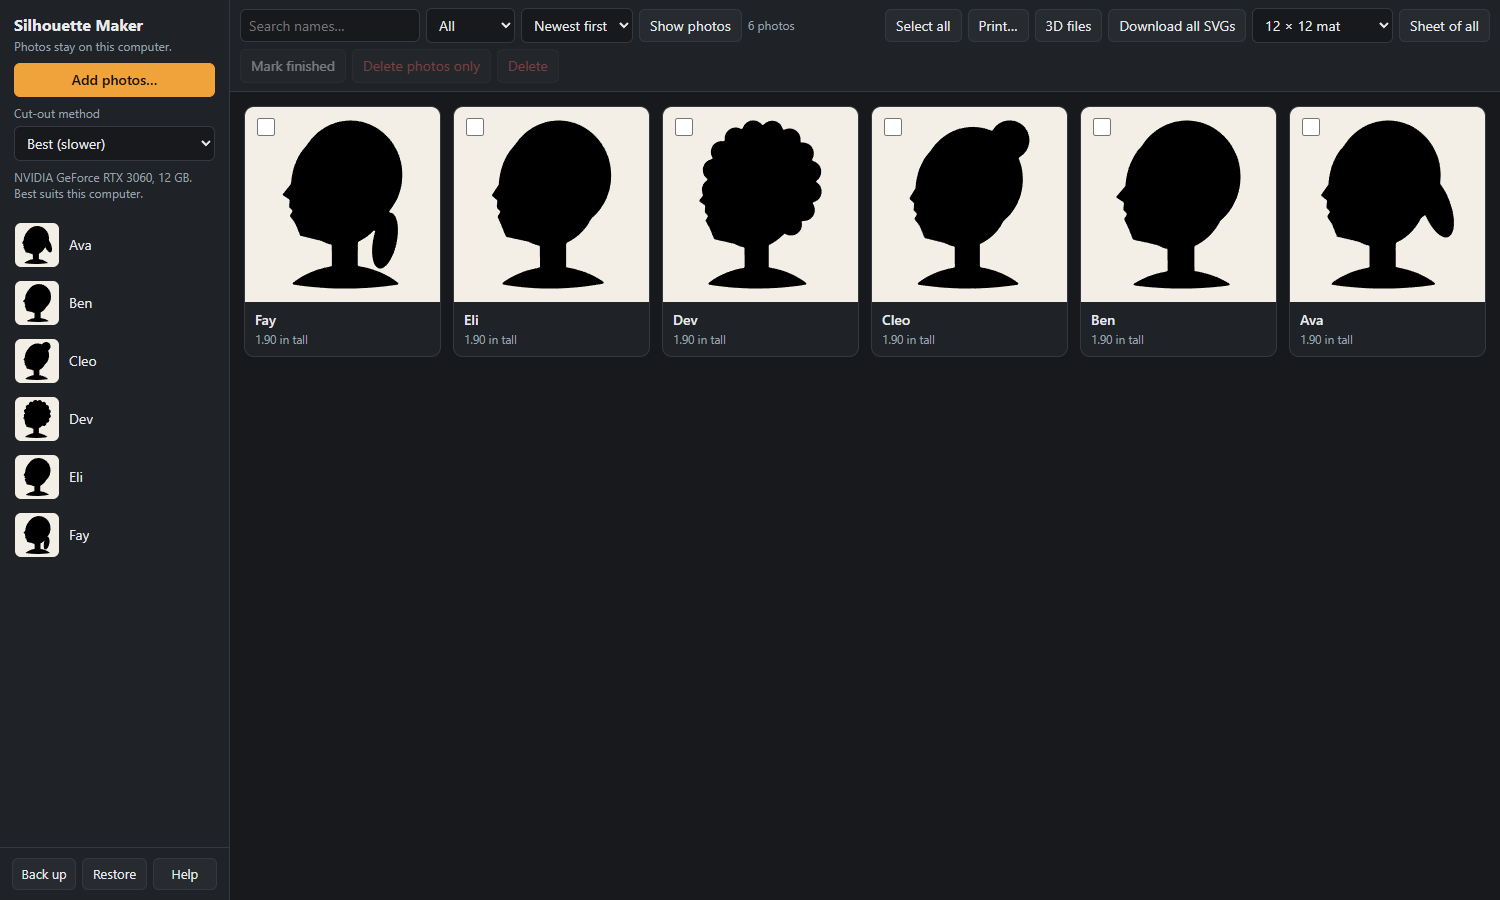 Silhouette Maker
Photos stay on this computer.
Add photos...
Cut-out method
Best (slower)
NVIDIA GeForce RTX 3060, 12 GB.
Best suits this computer.
Ava
Ben
Cleo
Dev
Eli
Fay
Back up
Restore
Help
Search names...
All
Newest first
Show photos
6 photos
Select all
Print...
3D files
Download all SVGs
12 × 12 mat
Sheet of all
Mark finished
Delete photos only
Delete
Fay
1.90 in tall
Eli
1.90 in tall
Dev
1.90 in tall
Cleo
1.90 in tall
Ben
1.90 in tall
Ava
1.90 in tall